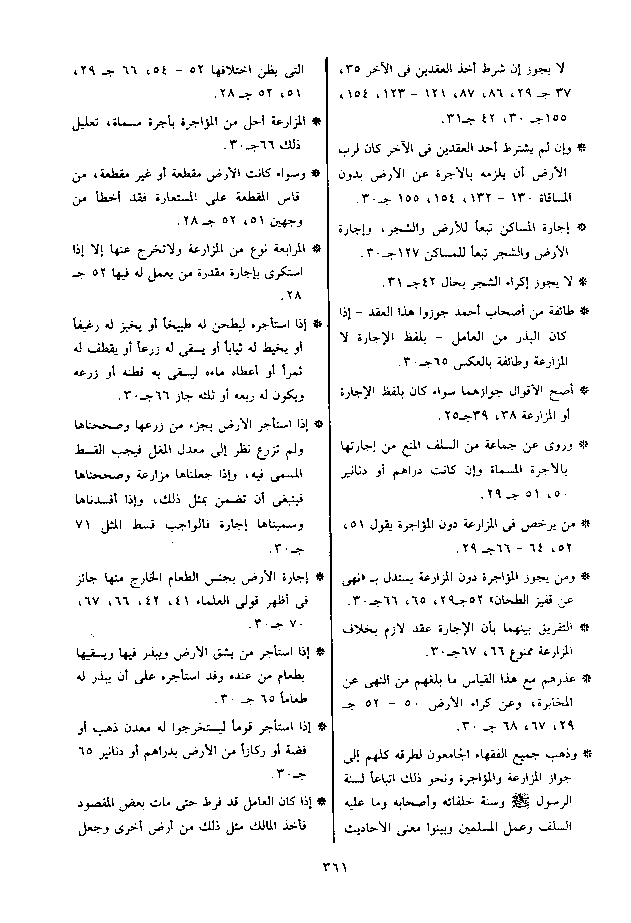 لا يجوز إن شرط أخذ العقدين في الآخر ٣٥،
٣٧ جـ ٢٩، ٨٦، ٨٧، ١٢١ – ١٢٣، ١٥٤،
١٥٥جـ ٣٠، ٤٢ جـ٣١.
* وإن لم يشترط أحد العقدين في الآخر كان لرب
الأرض أن يلزمه بالأجرة عن الأرض بدون
المساقاة ١٣٠ – ١٣٢، ١٥٤، ١٥٥ جـ٣٠.
* إجارة المساكن تبعاً للأرض والشجر، وإجارة
الأرض والشجر تبعاً للمساكن ١٢٧جـ٣٠.
* لا يجوز إكراء الشجر بحال ٤٢جـ ٣١.
* طائفة من أصحاب أحمد جوزوا هذا العقد – إذا
كان البذر من العامل – بلفظ الإجارة لا
المزارعة وطائفة بالعكس ٦٥جـ٣٠.
* أصح الأقوال جوازهما سواء كان بلفظ الإجارة
أو المزارعة ٣٨، ٣٩جـ٢٥.
* وروى عن جماعة من السلف المنع من إجارتها
بالأجرة المسماة وإن كانت دراهم أو دنانير
٥٠، ٥١ جـ٢٩.
* من يرخص في المزارعة دون المؤاجرة يقول ٥١،
٥٢، ٦٤ – ٦٦جـ ٢٩.
* ومن يجوز المؤاجرة دون المزارعة يستدل بـ «نهى
عن قفيز الطحان» ٥٢جـ٢٩، ٦٥، ٦٦جـ٣٠.
* التفريق بينهما بأن الإجارة عقد لازم بخلاف
المزارعة ممنوع ٦٦، ٦٧جـ٣٠.
* عذرهم مع هذا القياس ما بلغهم من النهى عن
المخابرة، وعن كراء الأرض ٥٠ – ٥٢ جـ
٢٩، ٦٧، ٦٨ جـ ٣٠.
* وذهب جميع الفقهاء الجامعون لطرقه كلهم إلى
جواز المزارعة والمؤاجرة ونحو ذلك اتباعاً لسنة
الرسول ﷺ وسنة خلفائه وأصحابه وما عليه
السلف وعمل المسلمين وبينوا معنى الأحاديث
التى يظن اختلافها ٥٢ – ٥٤، ٦٦ جـ ٢٩،
٥١، ٥٢ جـ٢٨.
* المزارعة أحل من المؤاجرة بأجرة مسماة، تعليل
ذلك ٦٦جـ٣٠.
* وسواء كانت الأرض مقطعة أو غير مقطعة، من
قاس المقطعة على المستعارة فقد أخطأ من
وجهين ٥١، ٥٢ جـ٢٨.
* المرابعة نوع من المزارعة ولاتخرج عنها إلا إذا
استكرى بإجارة مقدرة من يعمل له فيها ٥٢ جـ
٢٨.
* إذا استأجره ليطحن له طبيخاً أو يخبز له رغيفاً
أو يخيط له ثياباً أو يسقى له زرعاً أو يقطف له
ثمراً أو أعطاه ماءه ليسقى به قطنه أو زرعه
ويكون له ربعه أو ثلثه جاز ٦٦جـ٣٠.
* إذا استأجر الأرض بجزء من زرعها وصححناها
ولم تزرع نظر إلى معدل المغل فيجب القسط
المسمى فيه، وإذا جعلناها مزارعة وصححناها
فينبغى أن تضمن بمثل ذلك، وإذا أفسدناها
وسميناها إجارة فالواجب قسط المثل ٧١
جـ٣٠.
* إجارة الأرض بجنس الطعام الخارج منها جائز
فى أظهر قولى العلماء ٤١، ٤٢، ٦٦، ٦٧،
٧٠ جـ٣٠.
* إذا استأجر من يشق الأرض ويبذر فيها ويسقيها
بطعام من عنده وقد استأجره على أن يبذر له
طعاماً ٦٥ جـ ٣٠.
* إذا استأجر قوماً ليستخرجوا له معدن ذهب أو
فضة أو ركازاً من الأرض بدراهم أو دنانير ٦٥
جـ٣٠.
* إذا كان العامل قد فرط حتى مات بعض المقصود
فأخذ المالك مثل ذلك من أرض أخرى وجعل
٣٦١